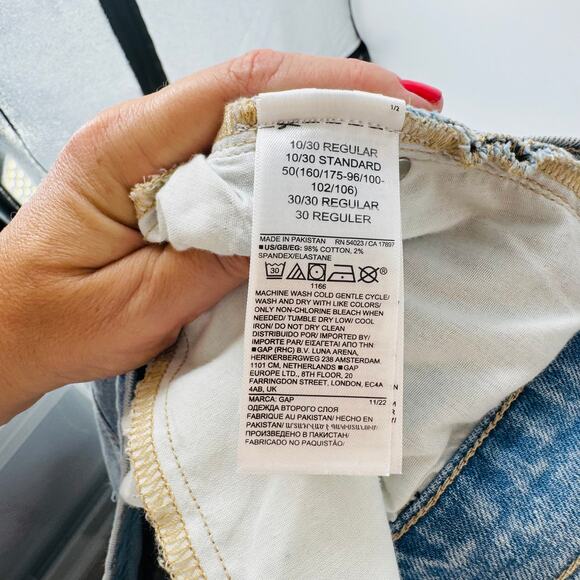 1/2
10/30 REGULAR
10/30 STANDARD
50(160/175-96/100-
102/106)
30/30 REGULAR
30 REGULER
MADE IN PAKISTAN RN 54023 / CA 17897
■ US/GB/EG: 98% COTTON, 2%
SPANDEX/ELASTANE
30
1166
MACHINE WASH COLD GENTLE CYCLE/
WASH AND DRY WITH LIKE COLORS/
ONLY NON-CHLORINE BLEACH WHEN
NEEDED/ TUMBLE DRY LOW/ COOL
IRON/ DO NOT DRY CLEAN
DISTRIBUIDO POR/ IMPORTED BY/
IMPORTE PAR/ ΕΙΣΑΓΕΤΑΙ ΑΠΟ ΤΗΝ
■ GAP (RHC) B.V. LUNA ARENA,
HERIKERBERGWEG 238 AMSTERDAM
1101 CM, NETHERLANDS ■ GAP
EUROPE LTD., 8TH FLOOR, 20
FARRINGDON STREET, LONDON, EC4A
4AB, UK
MARCA: GAP 11/22
ОДЕЖДА ВТОРОГО СЛОЯ
FABRIQUE AU PAKISTAN/ HECHO EN
PAKISTAN/ ԱՐՏԱԴՐՎԱԾ Է ՊԱԿԻՍՏԱՆՈՒՄ/
ПРОИЗВЕДЕНО В ПАКИСТАН/
FABRICADO NO PAQUISTÃO/